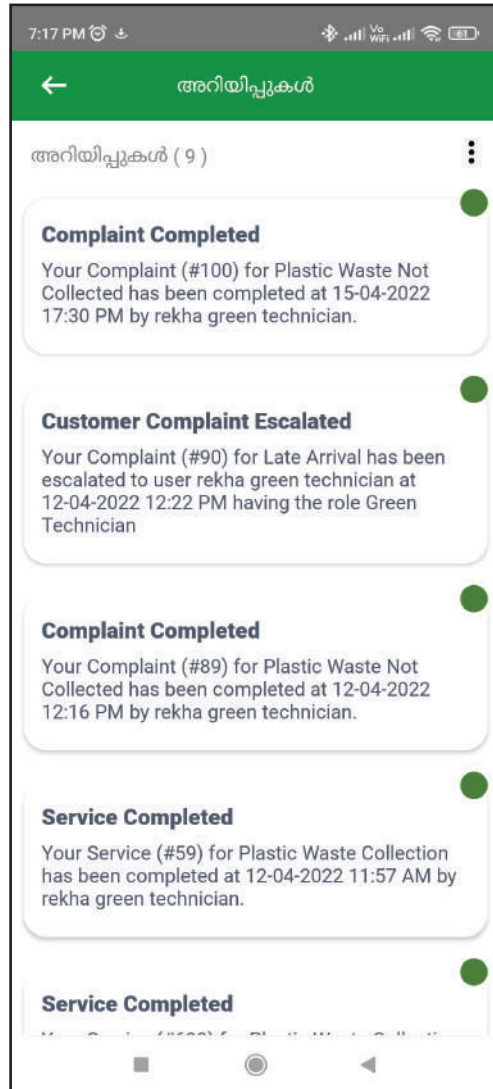 7:17 PM
Vo
WiFi
61
അറിയിപ്പുകൾ
അറിയിപ്പുകൾ ( 9 )
Complaint Completed
Your Complaint (#100) for Plastic Waste Not
Collected has been completed at 15-04-2022
17:30 PM by rekha green technician.
Customer Complaint Escalated
Your Complaint (#90) for Late Arrival has been
escalated to user rekha green technician at
12-04-2022 12:22 PM having the role Green
Technician
Complaint Completed
Your Complaint (#89) for Plastic Waste Not
Collected has been completed at 12-04-2022
12:16 PM by rekha green technician.
Service Completed
Your Service (#59) for Plastic Waste Collection
has been completed at 12-04-2022 11:57 AM by
rekha green technician.
Service Completed